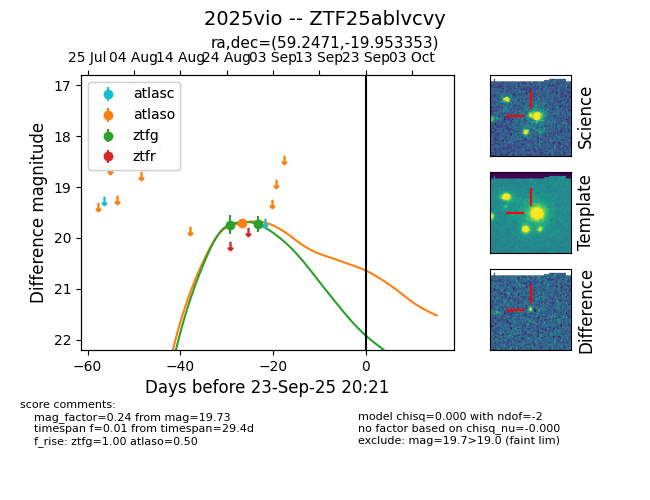 2025vio -- ZTF25ablvcvy
ra,dec=(59.2471,-19.953353)
25 Jul 04 Aug 14 Aug 24 Aug 03 Sep 13 Sep 23 Sep 03 Oct
atlasc
atlaso
ztfg
ztfr
17
18
19
20
21
22
Difference magnitude
−60 −40 −20 0
Days before 23-Sep-25 20:21
Science
Template
Difference
score comments:
mag_factor=0.24 from mag=19.73
timespan f=0.01 from timespan=29.4d
f_rise: ztfg=1.00 atlaso=0.50
model chisq=0.000 with ndof=-2
no factor based on chisq_nu=-0.000
exclude: mag=19.7>19.0 (faint lim)